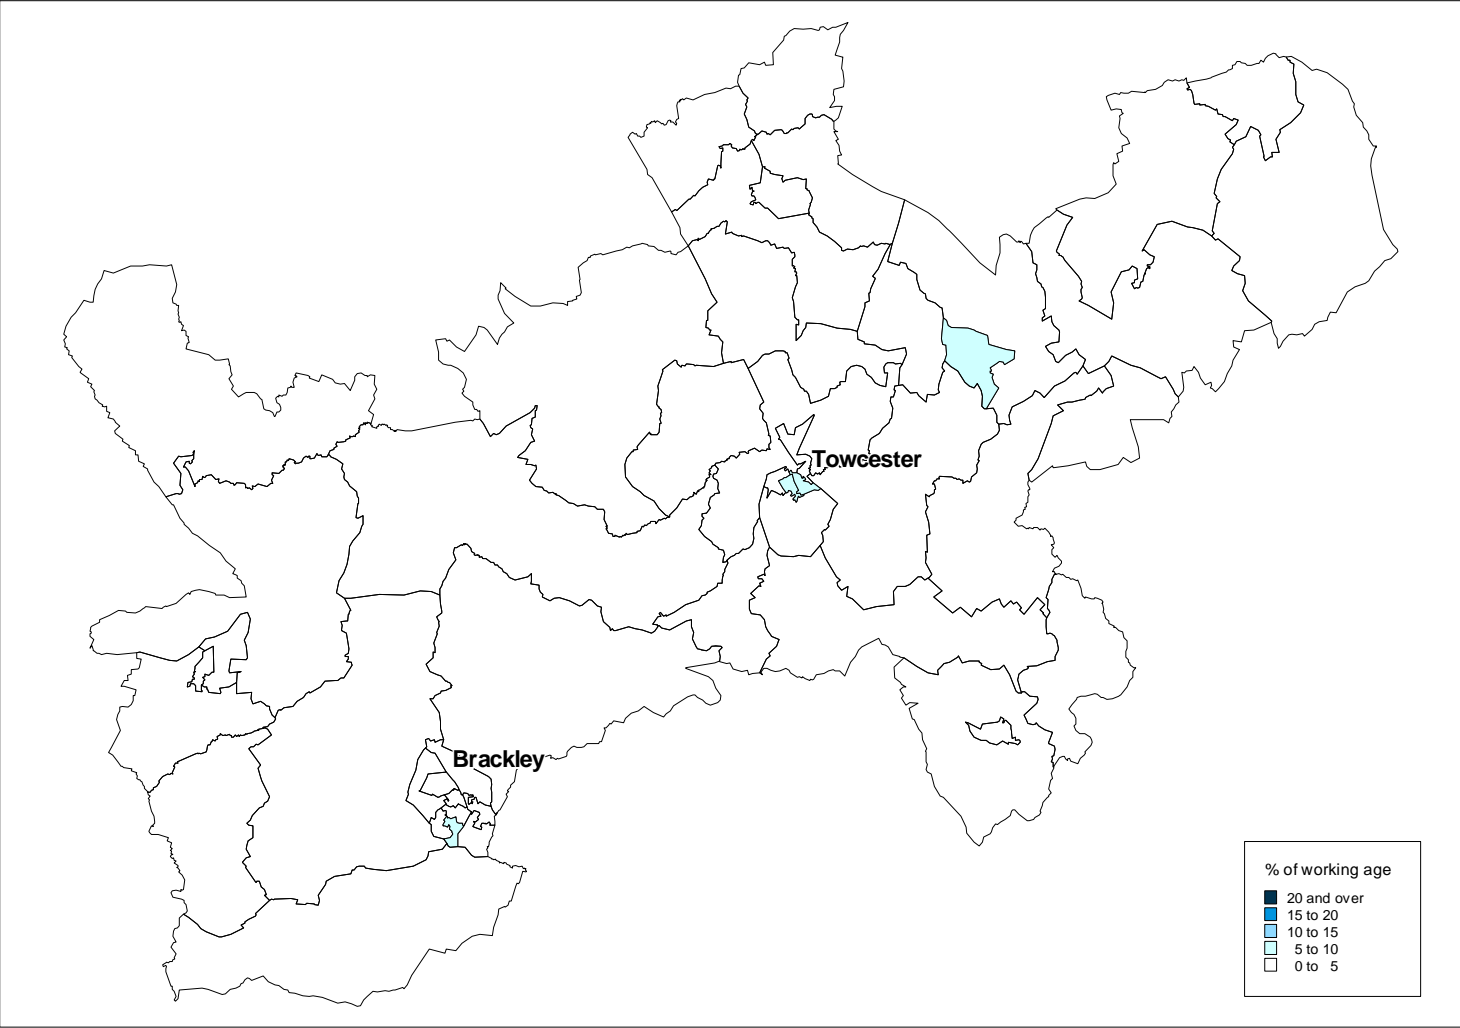 Towcester
Brackley
% of working age
20 and over
15 to 20
10 to 15
5 to 10
0 to 5